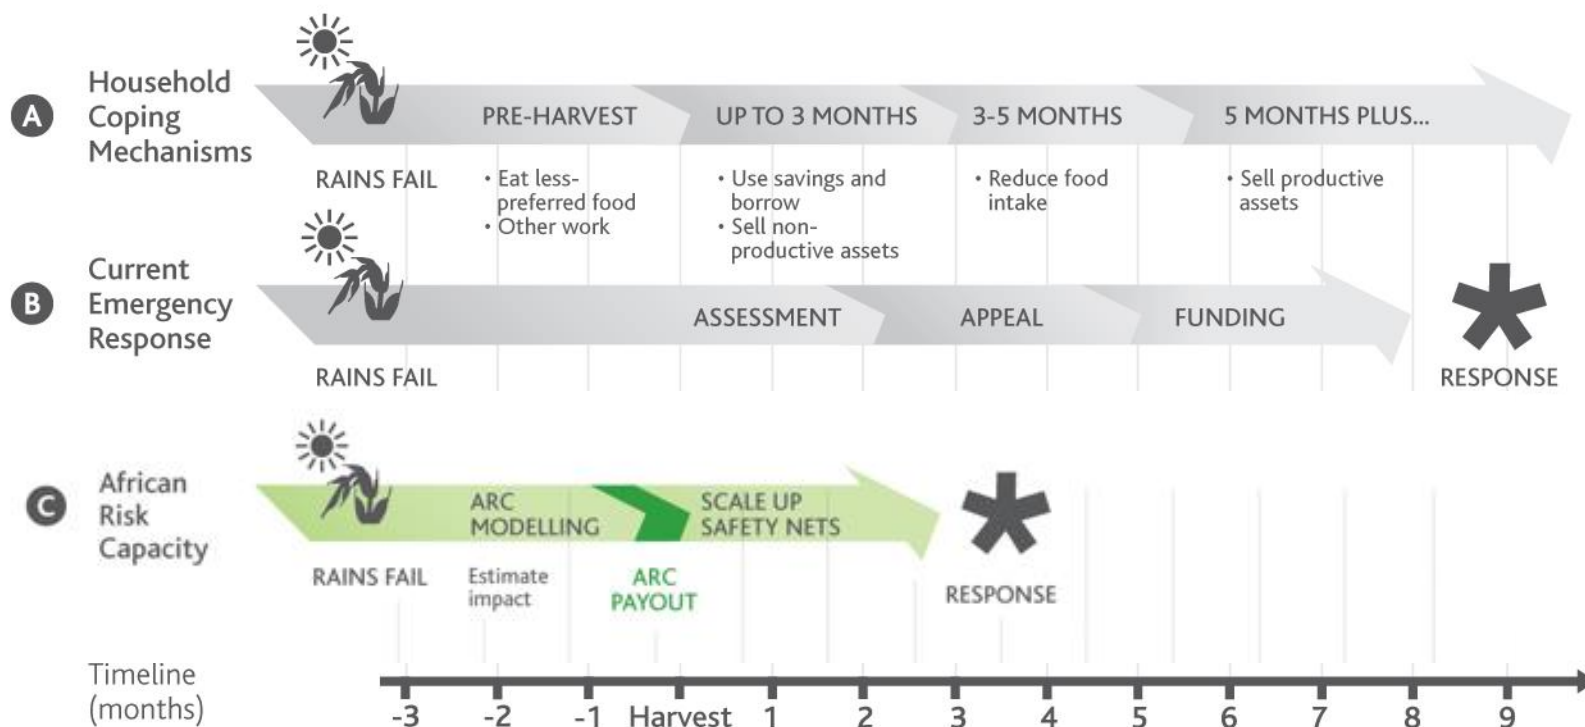 A
Household
Coping
Mechanisms
PRE-HARVEST
UP TO 3 MONTHS
3-5 MONTHS
5 MONTHS PLUS...
RAINS FAIL
• Eat less-
preferred food
• Other work
• Use savings and
borrow
• Sell non-
productive assets
• Reduce food
intake
• Sell productive
assets
B
Current
Emergency
Response
ASSESSMENT
APPEAL
FUNDING
RAINS FAIL
RESPONSE
C
African
Risk
Capacity
ARC
MODELLING
SCALE UP
SAFETY NETS
RAINS FAIL
Estimate
impact
ARC
PAYOUT
RESPONSE
Timeline
(months)
-3 -2 -1 Harvest 1 2 3 4 5 6 7 8 9